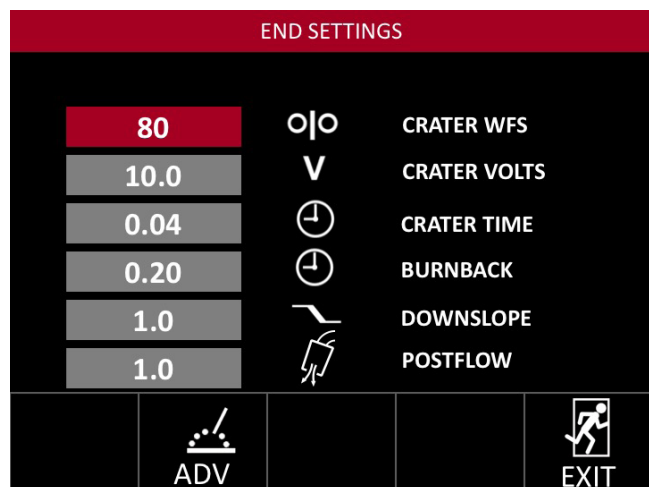 END SETTINGS
80 CRATER WFS
10.0 V CRATER VOLTS
0.04 CRATER TIME
0.20 BURNBACK
1.0 DOWNSLOPE
1.0 POSTFLOW
ADV EXIT